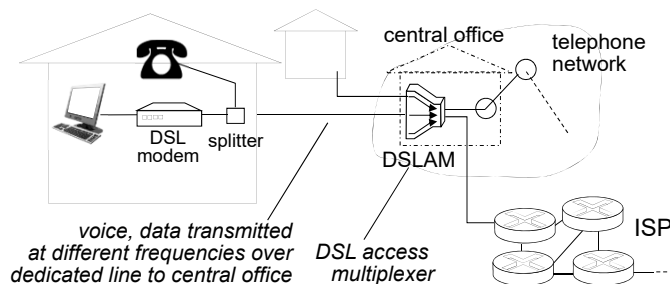 central office
telephone
network
DSL
modem
splitter
DSLAM
voice, data transmitted
at different frequencies over
dedicated line to central office
DSL access
multiplexer
ISP